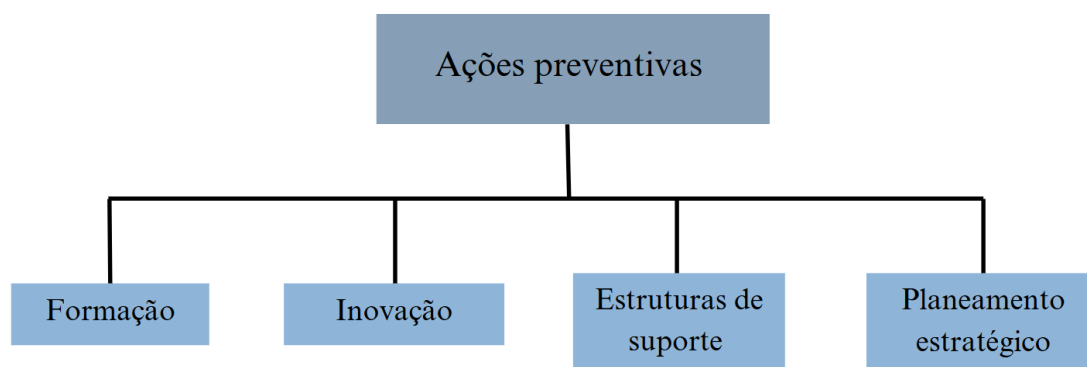 Ações preventivas
Formação
Inovação
Estruturas de
suporte
Planeamento
estratégico